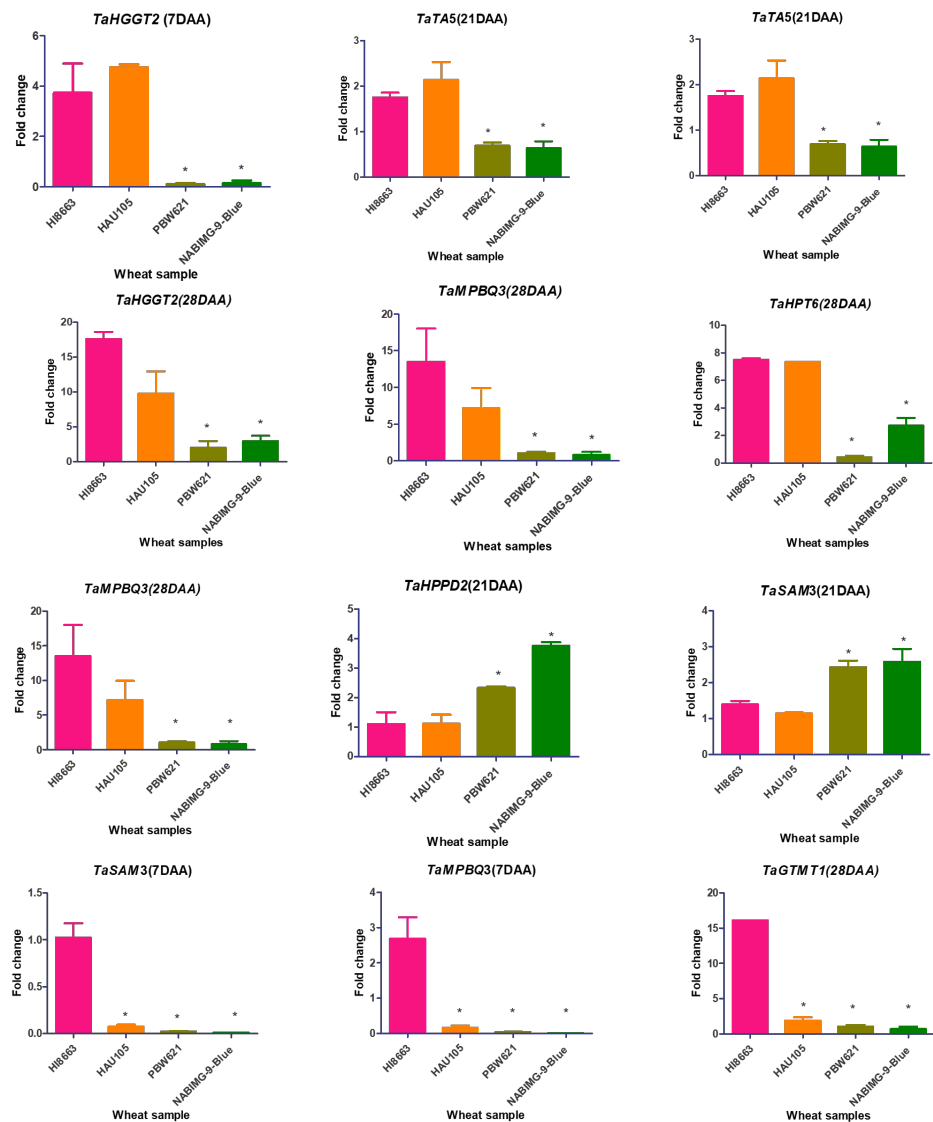 TaHGGT2 (7DAA)
Fold change
6
4
2
0
*
*
HI8663
HAU105
PBW621
NABIMG-9-Blue
Wheat sample
TaTA5(21DAA)
Fold change
3
2
1
0
*
*
HI8663
HAU105
PBW621
NABIMG-9-Blue
TaTA5(21DAA)
Fold change
3
2
1
0
*
*
HI8663
HAU105
PBW621
NABIMG-9-Blue
TaHGGT2(28DAA)
Fold change
20
15
10
5
0
*
*
HI8663
HAU105
PBW621
NABIMG-9-Blue
Wheat samples
TaMPBQ3(28DAA)
Fold change
20
15
10
5
0
*
*
HI8663
HAU105
PBW621
NABIMG-9-Blue
Wheat samples
TaHPT6(28DAA)
Fold change
10
8
6
4
2
0
*
*
HI8663
HAU105
PBW621
NABIMG-9-Blue
Wheat samples
TaMPBQ3(28DAA)
Fold change
20
15
10
5
0
*
*
HI8663
HAU105
PBW621
NABIMG-9-Blue
Wheat samples
TaHPPD2(21DAA)
Fold change
5
4
3
2
1
0
*
*
HI8663
HAU105
PBW621
NABIMG-9-Blue
Wheat sample
TaSAM3(21DAA)
Fold change
4
3
2
1
0
*
*
HI8663
HAU105
PBW621
NABIMG-9-Blue
Wheat sample
TaSAM3(7DAA)
Fold change
1.5
1.0
0.5
0.0
*
*
*
HI8663
HAU105
PBW621
NABIMG-9-Blue
Wheat sample
TaMPBQ3(7DAA)
Fold change
4
3
2
1
0
*
*
*
HI8663
HAU105
PBW621
NABIMG-9-Blue
Wheat sample
TaGTMT1(28DAA)
Fold change
20
15
10
5
0
*
*
*
HI8663
HAU105
PBW621
NABIMG-9-Blue
Wheat samples